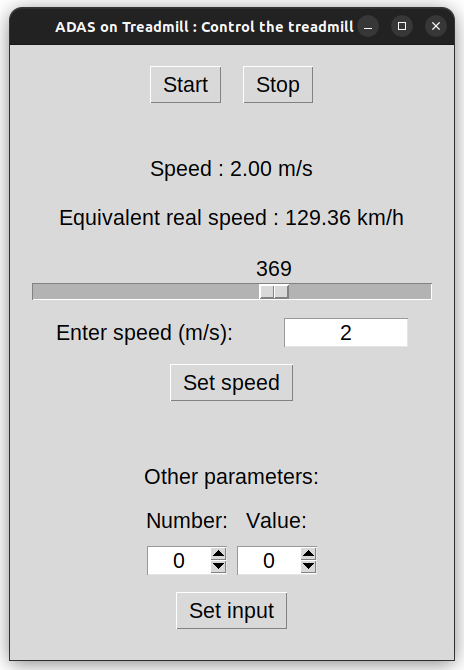 ADAS on Treadmill : Control the treadmill
Start Stop
Speed : 2.00 m/s
Equivalent real speed : 129.36 km/h
369
Enter speed (m/s): 2
Set speed
Other parameters:
Number: Value:
0 0
Set input